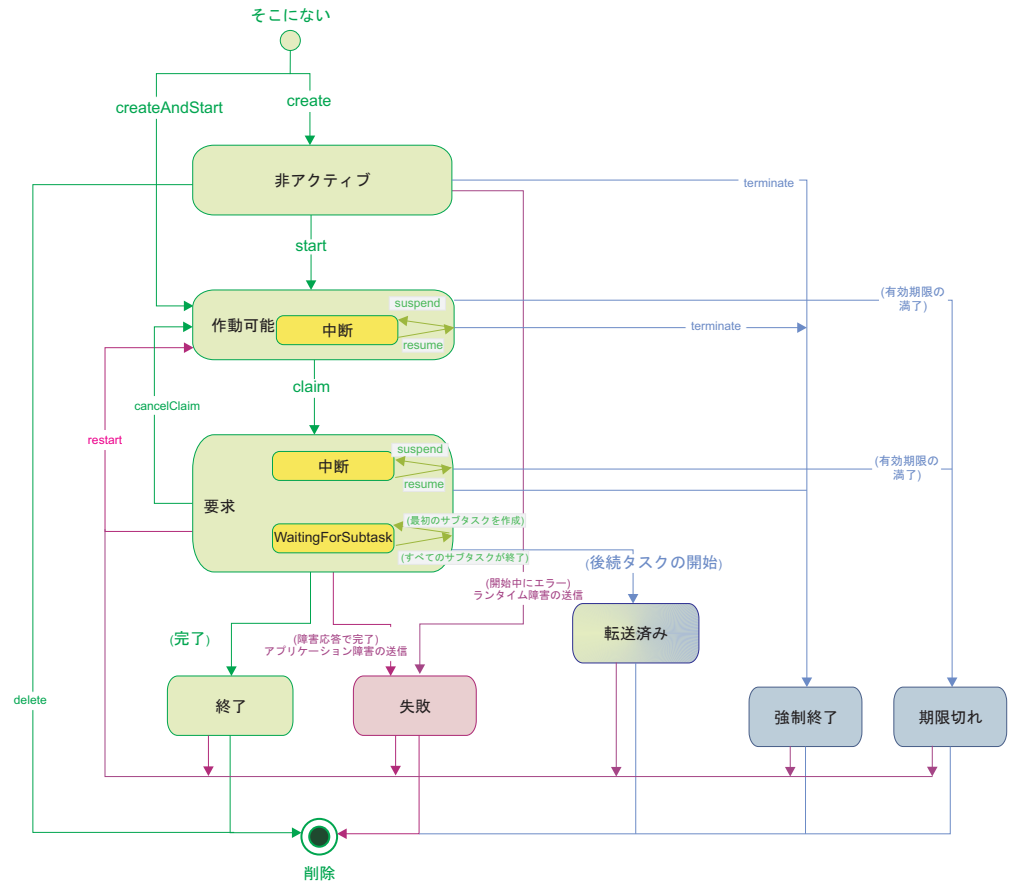 そこにない
createAndStart
create
非アクティブ
terminate
start
suspend
作動可能
中断
resume
(有効期限の
満了)
terminate
claim
cancelClaim
restart
suspend
中断
resume
(有効期限の
満了)
要求
(最初のサブタスクを作成)
WaitingForSubtask
(すべてのサブタスクが終了)
(後続タスクの開始)
(開始中にエラー)
ランタイム障害の送信
(完了)
(障害応答で完了)
アプリケーション障害の送信
転送済み
delete
終了
失敗
強制終了
期限切れ
削除